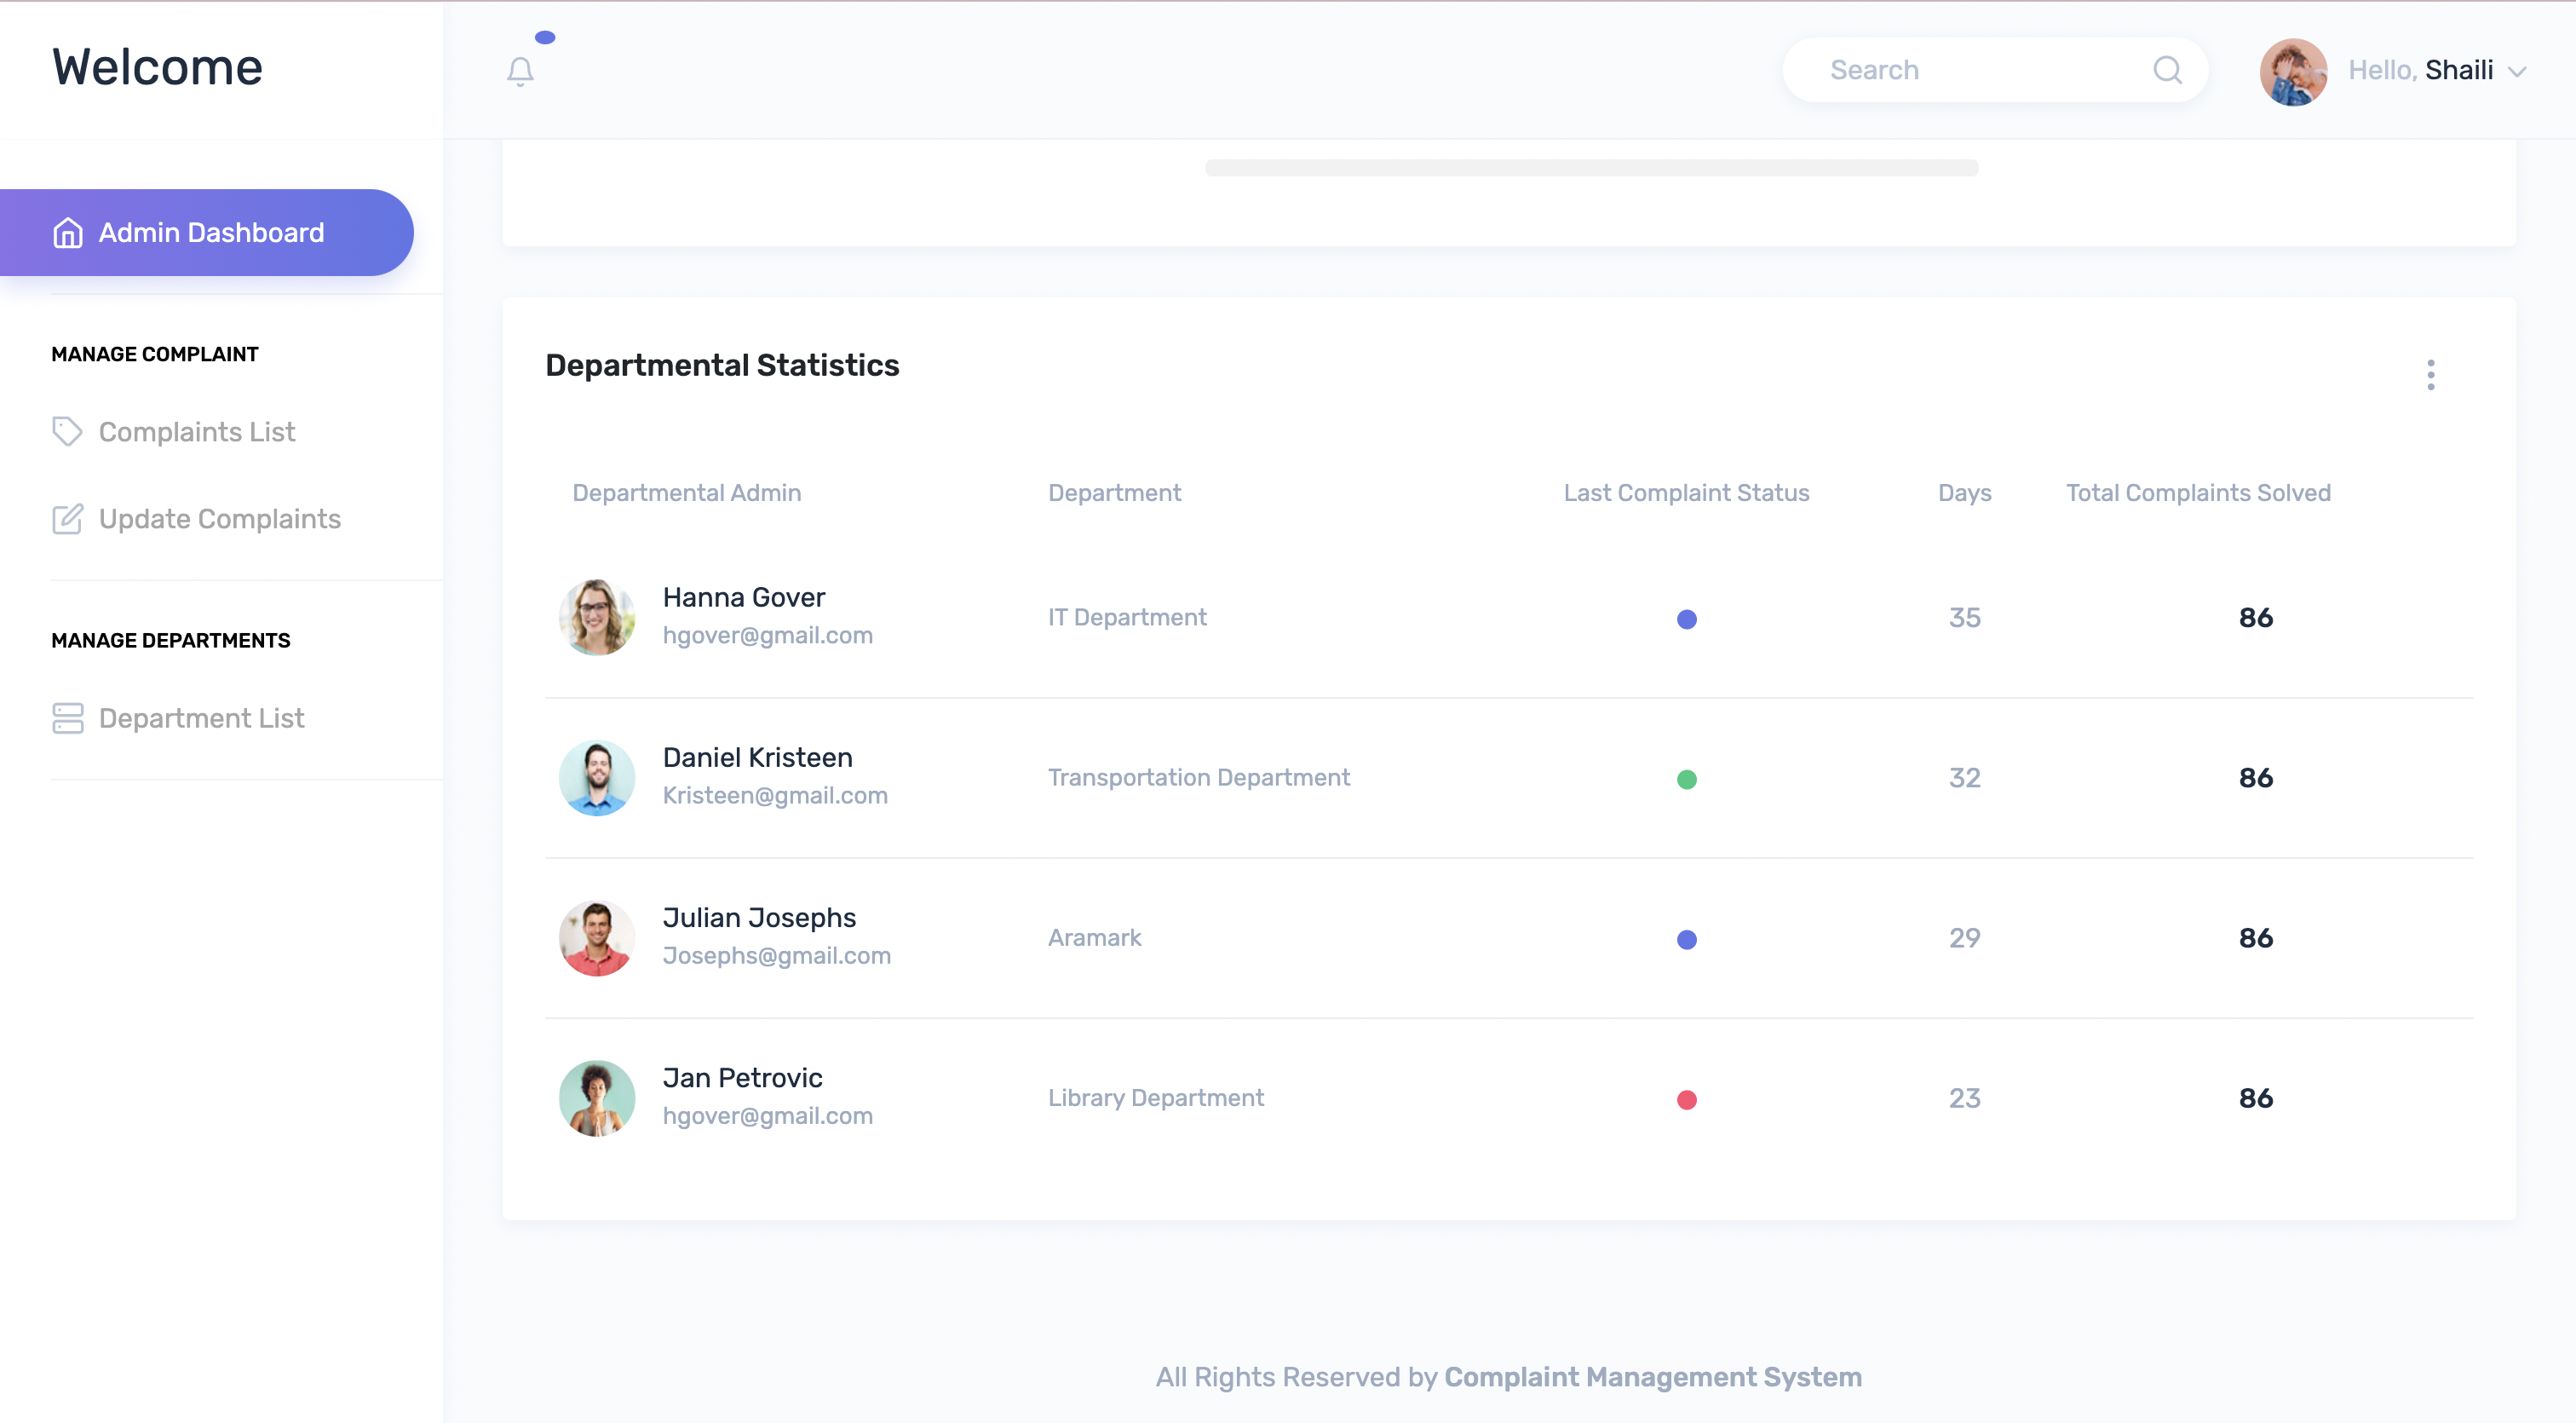 Welcome
Search
Hello, Shaili
Admin Dashboard
MANAGE COMPLAINT
Complaints List
Update Complaints
MANAGE DEPARTMENTS
Department List
Departmental Statistics
Departmental Admin Department Last Complaint Status Days Total Complaints Solved
Hanna Gover
hgover@gmail.com
IT Department 35 86
Daniel Kristeen
Kristeen@gmail.com
Transportation Department 32 86
Julian Josephs
Josephs@gmail.com
Aramark 29 86
Jan Petrovic
hgover@gmail.com
Library Department 23 86
All Rights Reserved by Complaint Management System